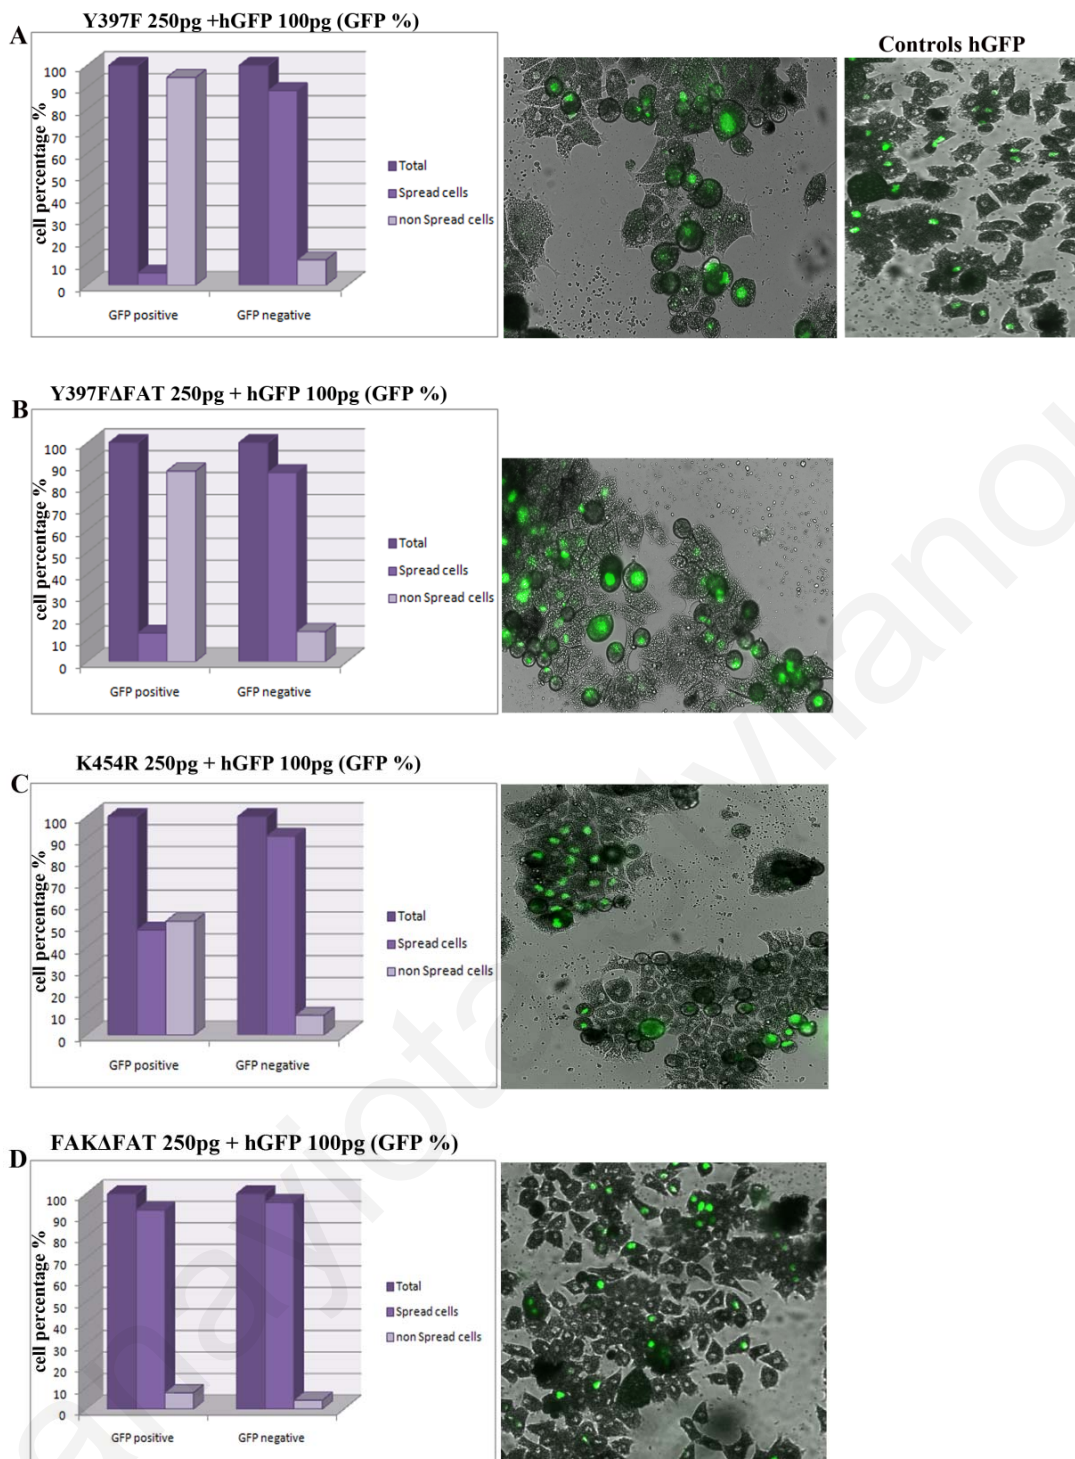 A
Y397F 250pg +hGFP 100pg (GFP %)
Controls hGFP
cell percentage %
100
90
80
70
60
50
40
30
20
10
0
GFP positive
GFP negative
Total
Spread cells
non Spread cells
B
Y397FΔFAT 250pg + hGFP 100pg (GFP %)
cell percentage %
100
90
80
70
60
50
40
30
20
10
0
GFP positive
GFP negative
Total
Spread cells
non Spread cells
C
K454R 250pg + hGFP 100pg (GFP %)
cell percentage %
100
90
80
70
60
50
40
30
20
10
0
GFP positive
GFP negative
Total
Spread cells
non Spread cells
D
FAKΔFAT 250pg + hGFP 100pg (GFP %)
cell percentage %
100
90
80
70
60
50
40
30
20
10
0
GFP positive
GFP negative
Total
Spread cells
non Spread cells